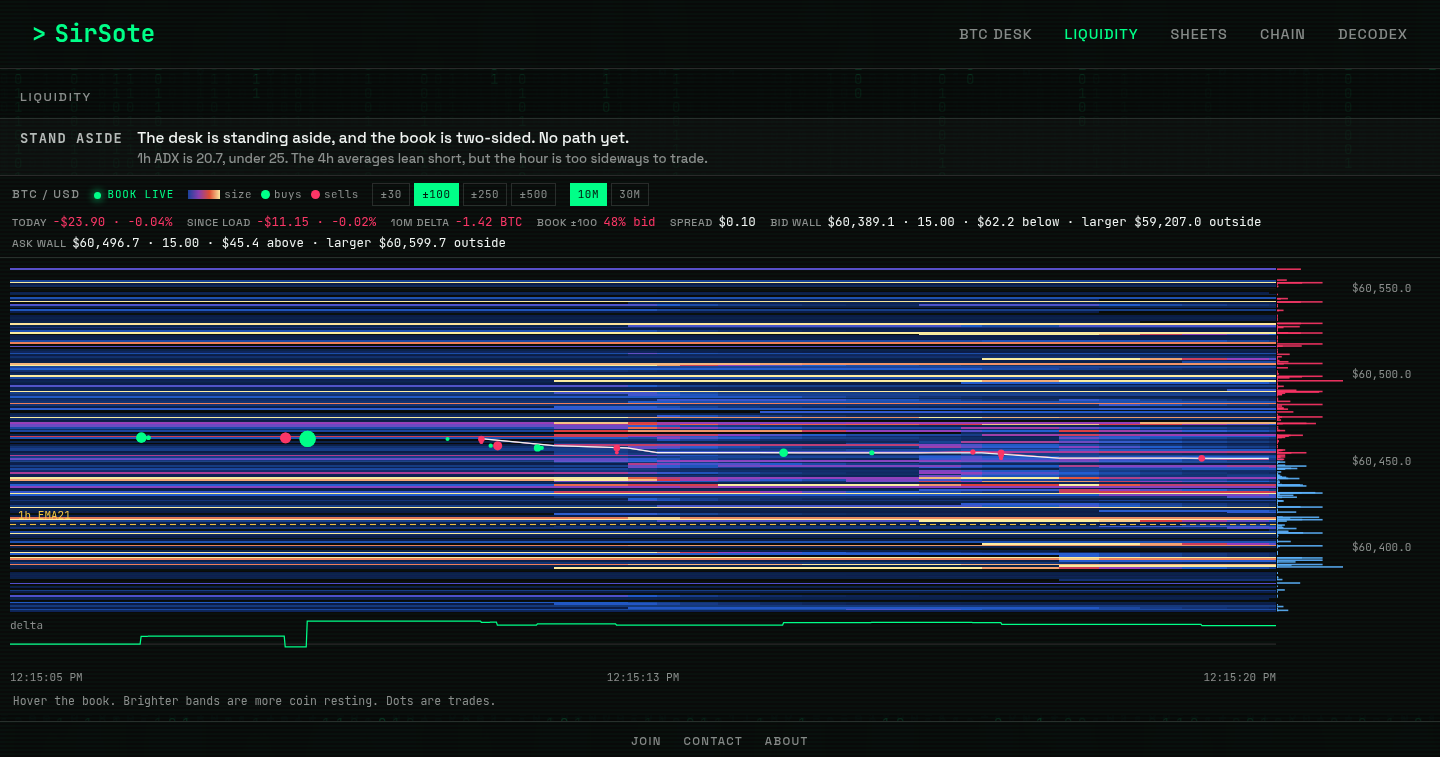 > SirSote
BTC DESK LIQUIDITY SHEETS CHAIN DECODEX
LIQUIDITY
STAND ASIDE The desk is standing aside, and the book is two-sided. No path yet.
1h ADX is 20.7, under 25. The 4h averages lean short, but the hour is too sideways to trade.
BTC / USD BOOK LIVE size buys sells ±30 ±100 ±250 ±500 10M 30M
TODAY -$23.90 · -0.04% SINCE LOAD -$11.15 · -0.02% 10M DELTA -1.42 BTC BOOK ±100 48% bid SPREAD $0.10 BID WALL $60,389.1 · 15.00 · $62.2 below · larger $59,207.0 outside
ASK WALL $60,496.7 · 15.00 · $45.4 above · larger $60,599.7 outside
$60,550.0
$60,500.0
$60,450.0
1h EMA21
$60,400.0
delta
12:15:05 PM 12:15:13 PM 12:15:20 PM
Hover the book. Brighter bands are more coin resting. Dots are trades.
JOIN CONTACT ABOUT